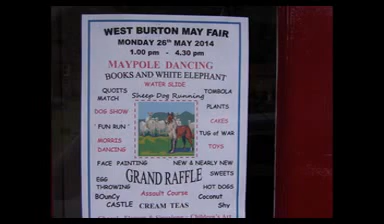 WEST BURTON MAY FAIR
MONDAY 26th MAY 2014
1.00 pm - 4.30 pm
MAYPOLE DANCING
BOOKS AND WHITE ELEPHANT
WATER SLIDE
QUOITS MATCH
Sheep Dog Running
TOMBOLA
DOG SHOW
PLANTS
' FUN RUN '
CAKES
TUG of WAR
MORRIS DANCING
TOYS
FACE PAINTING
NEW & NEARLY NEW
GRAND RAFFLE
SWEETS
EGG THROWING
HOT DOGS
Assault Course
BOunCy CASTLE
Coconut Shy
CREAM TEAS